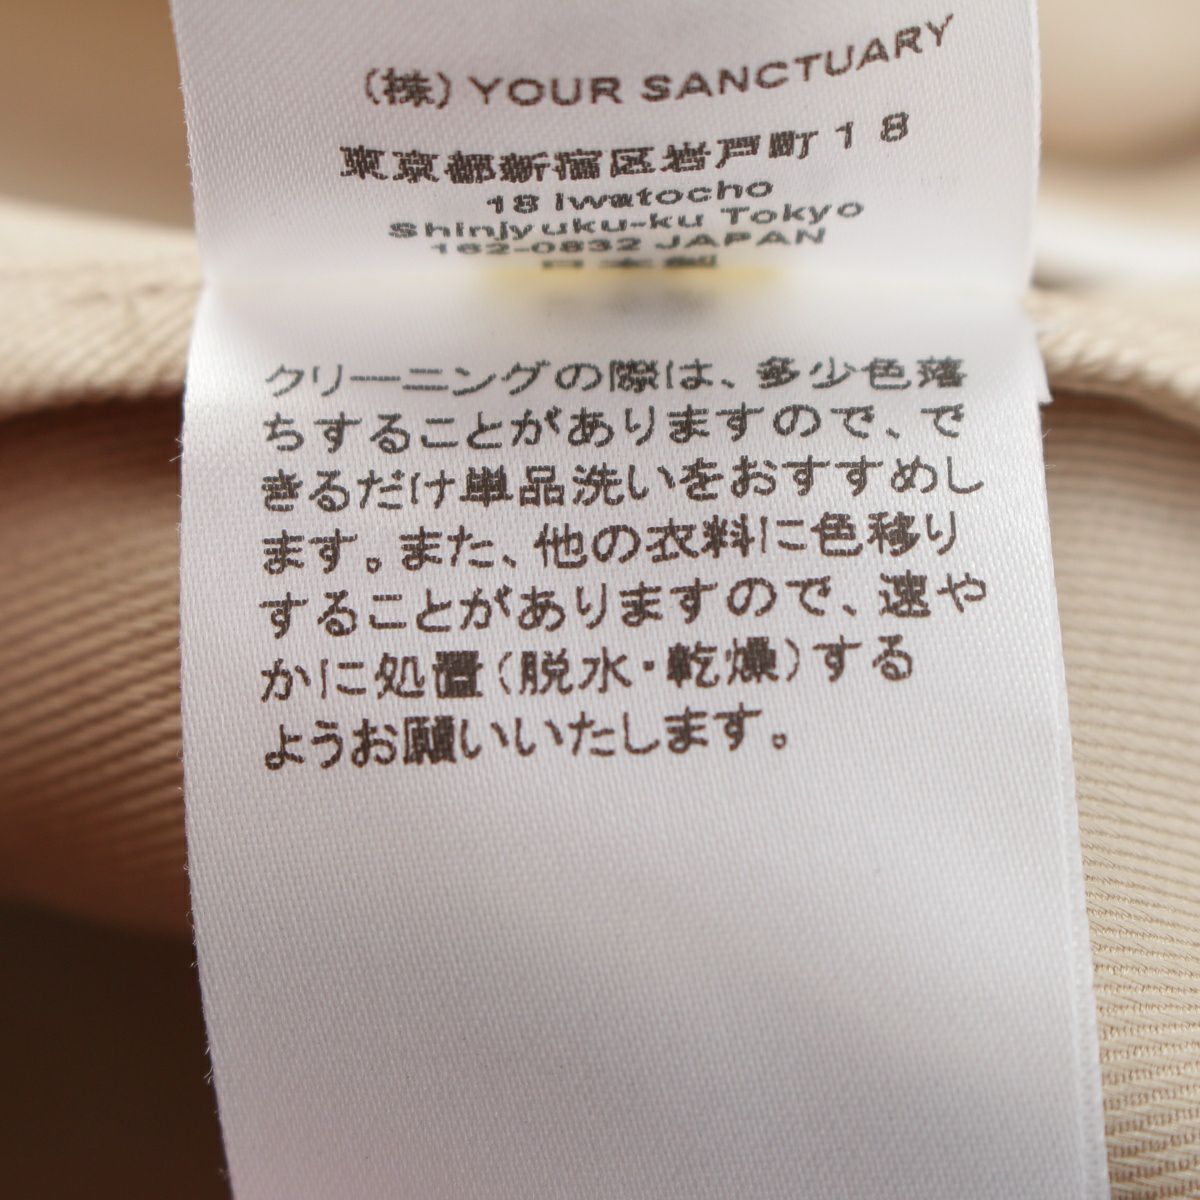 （株）YOUR SANCTUARY
東京都新宿区岩戸町18
18 Iwatocho
Shinjyuku-ku Tokyo
162-0832 JAPAN
日本製
クリーニングの際は、多少色落
ちすることがありますので、で
きるだけ単品洗いをおすすめし
ます。また、他の衣料に色移り
することがありますので、速や
かに処置（脱水・乾燥）する
ようお願いいたします。